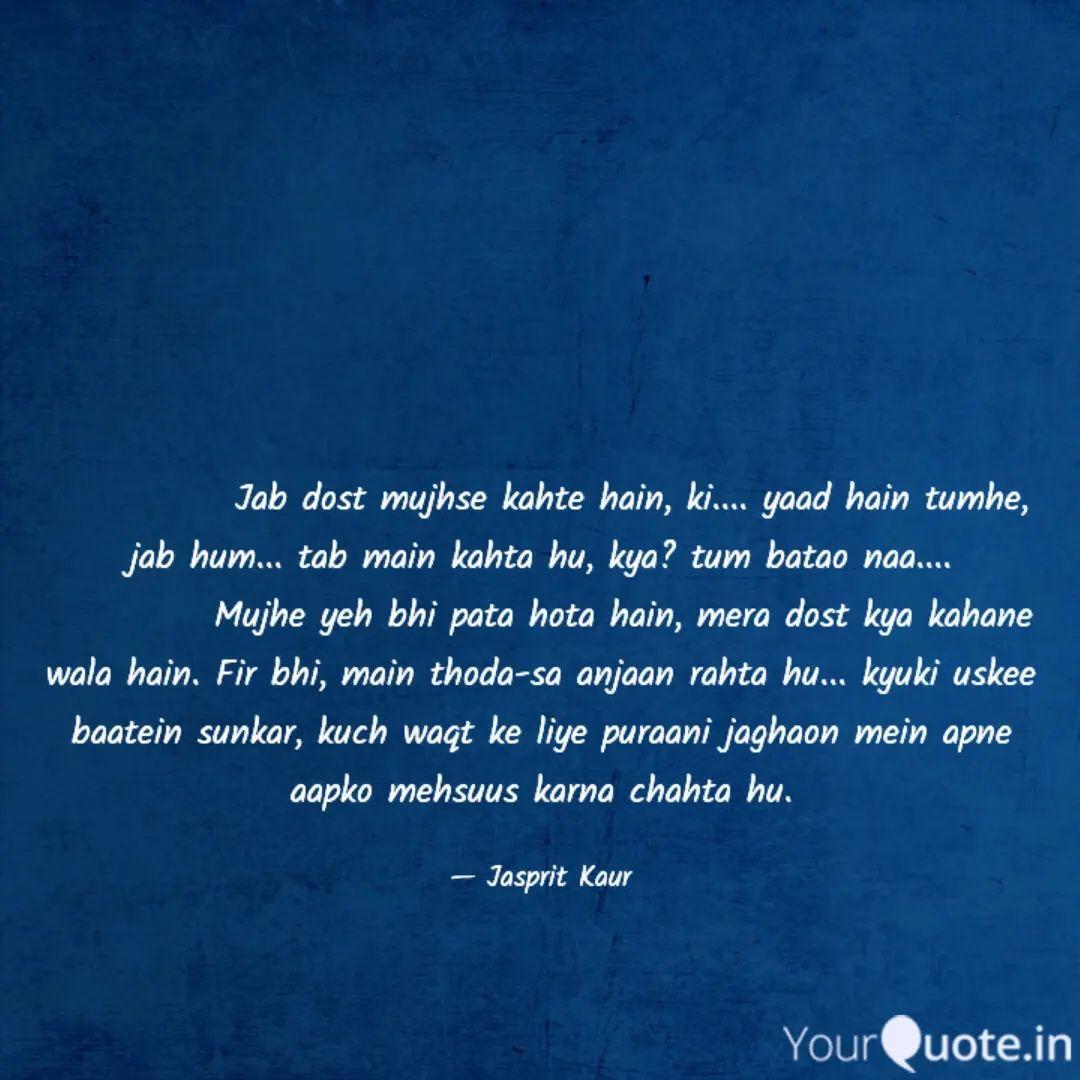 Jab dost mujhse kahte hain, ki.... yaad hain tumhe,
jab hum... tab main kahta hu, kya? tum batao naa....
Mujhe yeh bhi pata hota hain, mera dost kya kahane
wala hain. Fir bhi, main thoda-sa anjaan rahta hu... kyuki uskee
baatein sunkar, kuch waqt ke liye puraani jaghaon mein apne
aapko mehsuus karna chahta hu.
— Jasprit Kaur
YourQuote.in